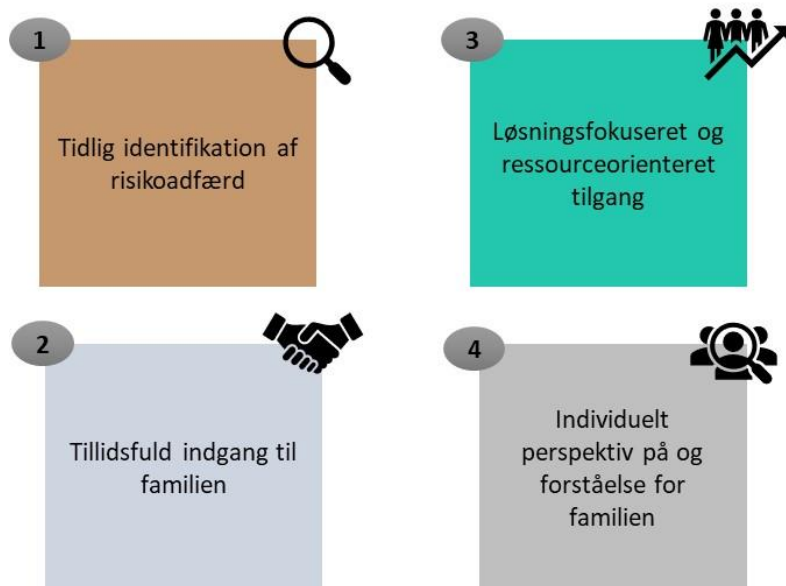 1
Tidlig identifikation af
risikoadfærd
2
Tillidsfuld indgang til
familien
3
Løsningsfokuseret og
ressourceorienteret
tilgang
4
Individuelt
perspektiv på og
forståelse for
familien